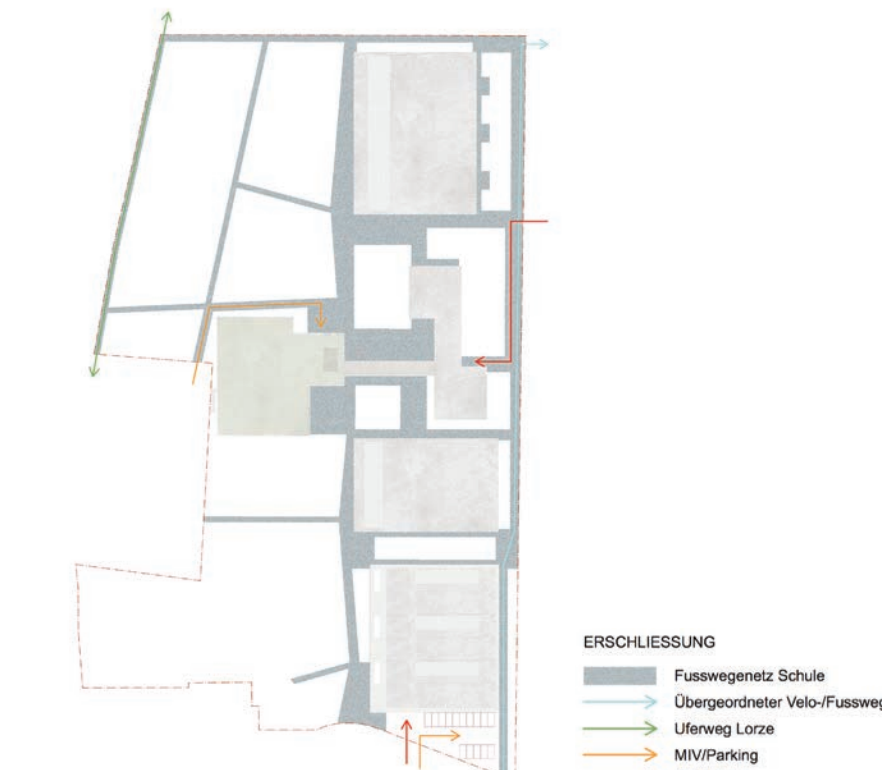 ERSCHLIESSUNG
Fusswegenetz Schule
Übergeordneter Velo-/Fussweg
Uferweg Lorze
MIV/Parking